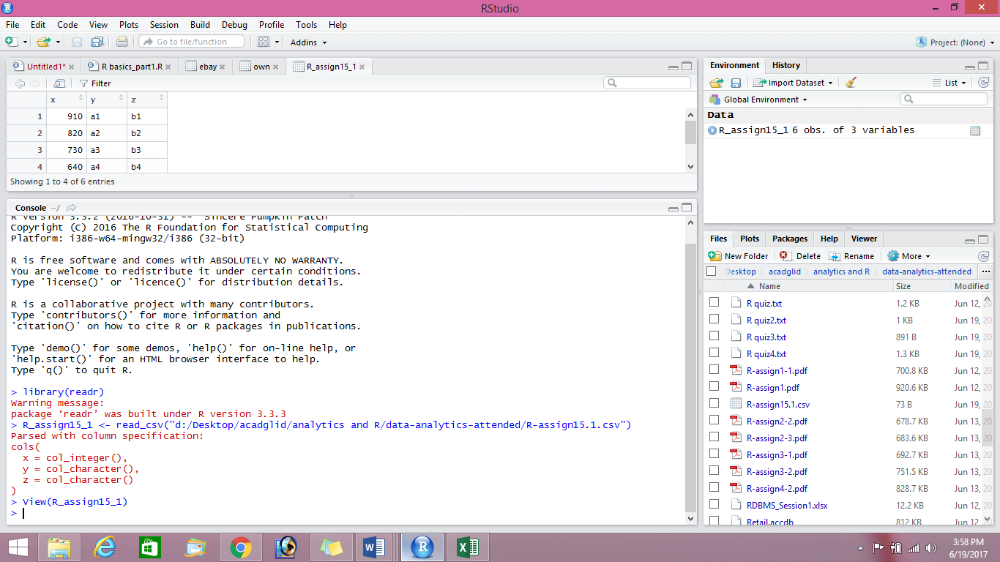 RStudio
File Edit Code View Plots Session Build Debug Profile Tools Help
Go to file/function Addins Project: (None)
Untitled1* R basics_part1.R ebay own R_assign15_1
Filter
x y z
1 910 a1 b1
2 820 a2 b2
3 730 a3 b3
4 640 a4 b4
Showing 1 to 4 of 6 entries
Console ~/
R version 3.3.2 (2016-10-31) -- "Sincere Pumpkin Patch"
Copyright (C) 2016 The R Foundation for Statistical Computing
Platform: i386-w64-mingw32/i386 (32-bit)
R is free software and comes with ABSOLUTELY NO WARRANTY.
You are welcome to redistribute it under certain conditions.
Type 'license()' or 'licence()' for distribution details.
R is a collaborative project with many contributors.
Type 'contributors()' for more information and
'citation()' on how to cite R or R packages in publications.
Type 'demo()' for some demos, 'help()' for on-line help, or
'help.start()' for an HTML browser interface to help.
Type 'q()' to quit R.
> library(readr)
Warning message:
package ‘readr’ was built under R version 3.3.3
> R_assign15_1 <- read_csv("d:/Desktop/acadglid/analytics and R/data-analytics-attended/R-assign15.1.csv")
Parsed with column specification:
cols(
x = col_integer(),
y = col_character(),
z = col_character()
)
> View(R_assign15_1)
>
Environment History
Import Dataset List
Global Environment
Data
R_assign15_1 6 obs. of 3 variables
Files Plots Packages Help Viewer
New Folder Delete Rename More
Desktop acadglid analytics and R data-analytics-attended ...
Name Size Modified
R quiz.txt 1.2 KB Jun 12, 20
R quiz2.txt 1 KB Jun 19, 20
R quiz3.txt 891 B Jun 19, 20
R quiz4.txt 1.3 KB Jun 19, 20
R-assign1-1.pdf 700.8 KB Jun 12, 20
R-assign1.pdf 920.6 KB Jun 12, 20
R-assign15.1.csv 73 B Jun 19, 20
R-assign2-2.pdf 678.7 KB Jun 13, 20
R-assign2-3.pdf 683.6 KB Jun 13, 20
R-assign3-1.pdf 692.7 KB Jun 13, 20
R-assign3-2.pdf 751.5 KB Jun 13, 20
R-assign4-2.pdf 828.7 KB Jun 13, 20
RDBMS_Session1.xlsx 12.2 KB Jun 12, 20
Retail.accdb 812 KB Jun 12, 20
3:58 PM
6/19/2017